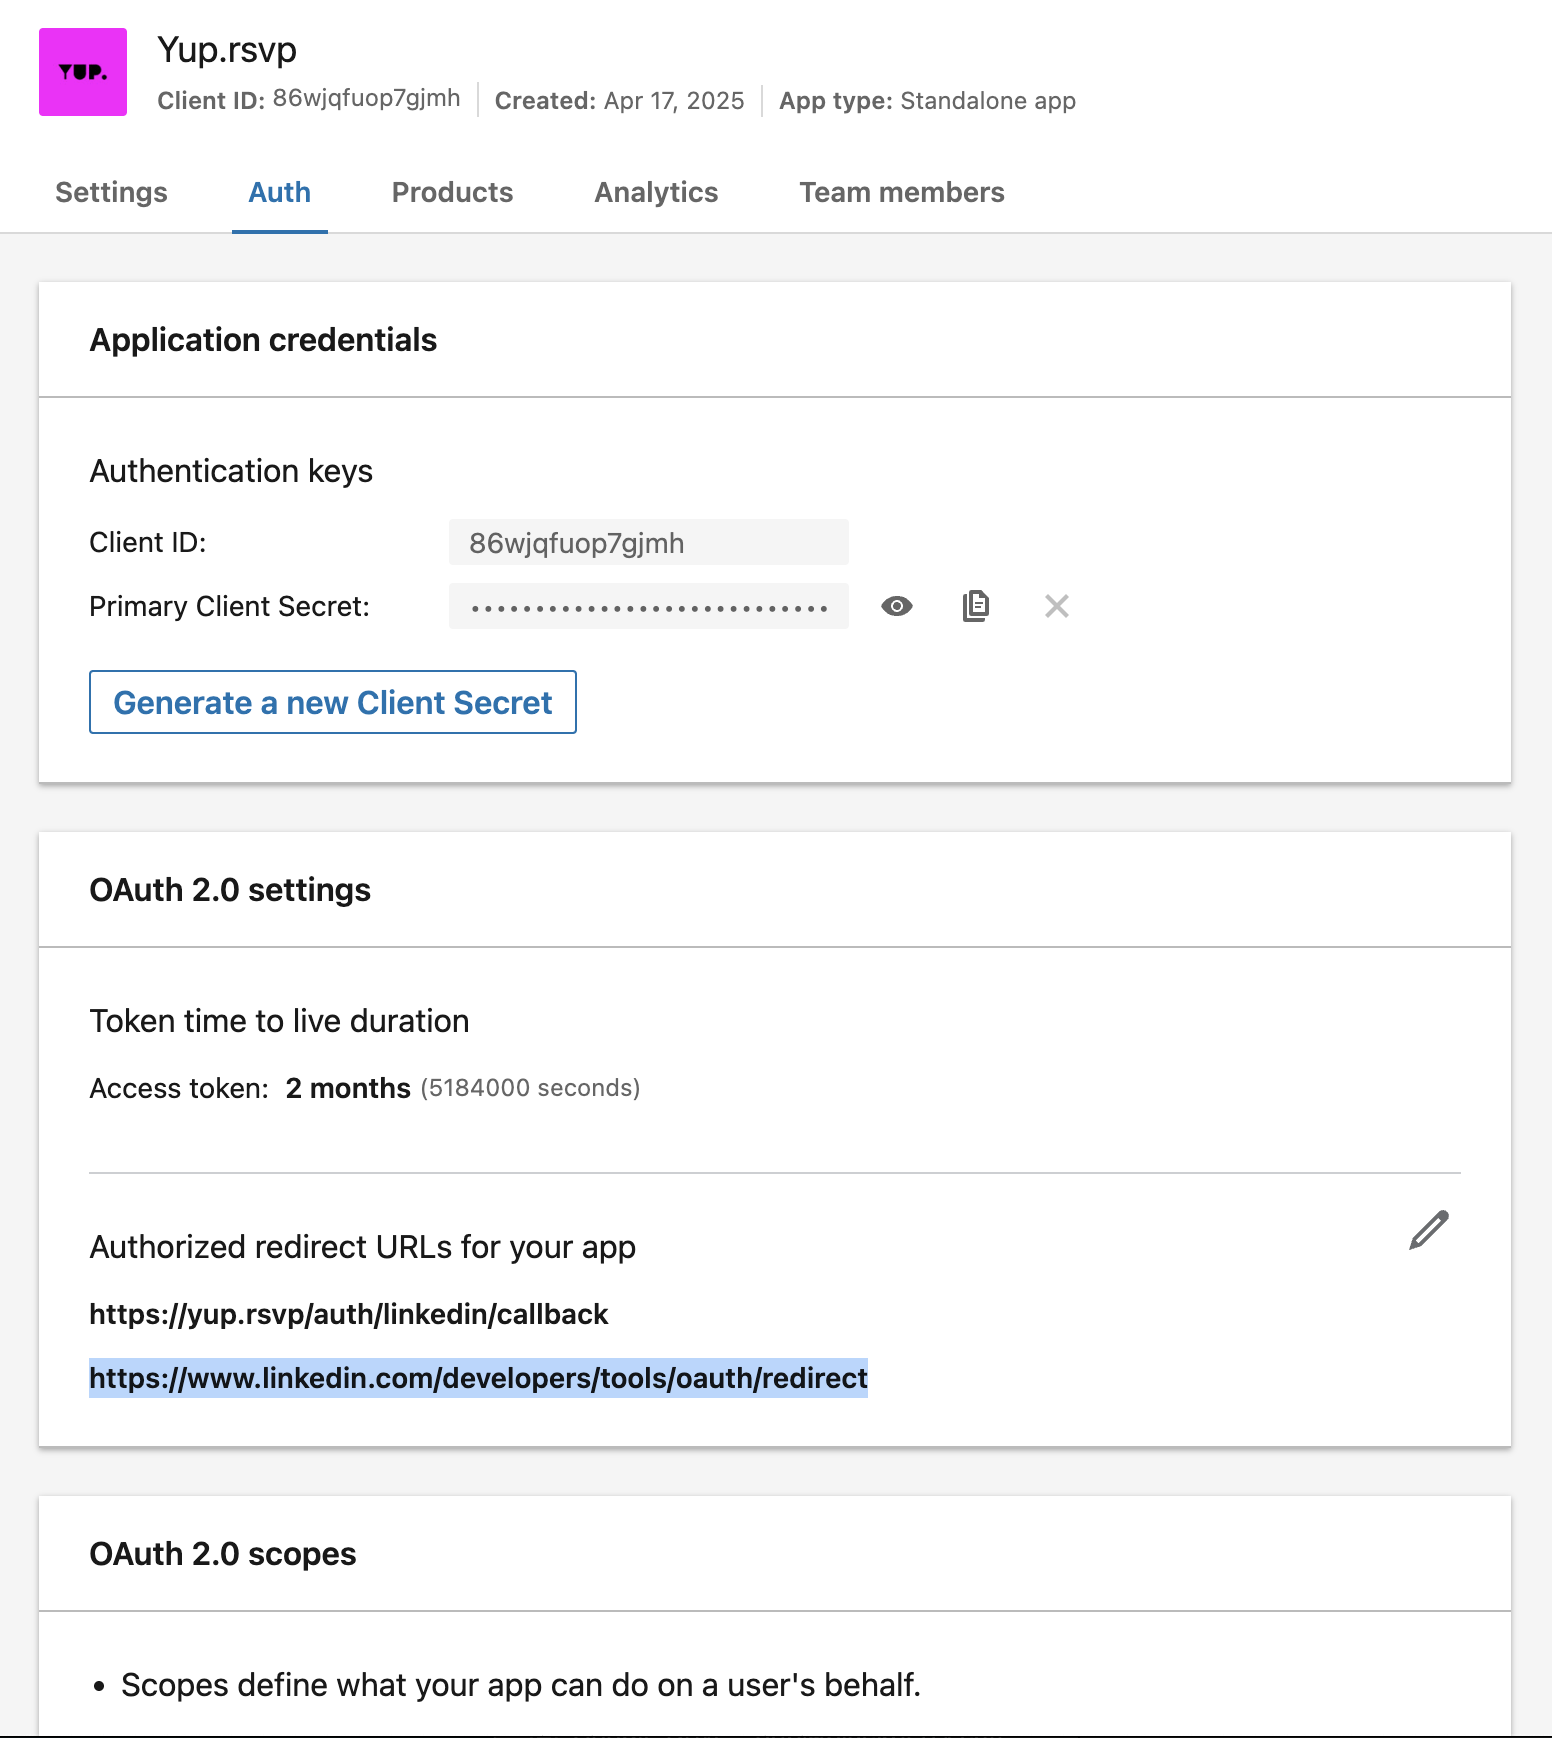 YUP.
Yup.rsvp
Client ID: 86wjqfuop7gjmh
Created: Apr 17, 2025
App type: Standalone app
Settings
Auth
Products
Analytics
Team members
Application credentials
Authentication keys
Client ID:
86wjqfuop7gjmh
Primary Client Secret:
••••••••••••••••••••••••••••
Generate a new Client Secret
OAuth 2.0 settings
Token time to live duration
Access token: 2 months (5184000 seconds)
Authorized redirect URLs for your app
https://yup.rsvp/auth/linkedin/callback
https://www.linkedin.com/developers/tools/oauth/redirect
OAuth 2.0 scopes
• Scopes define what your app can do on a user's behalf.